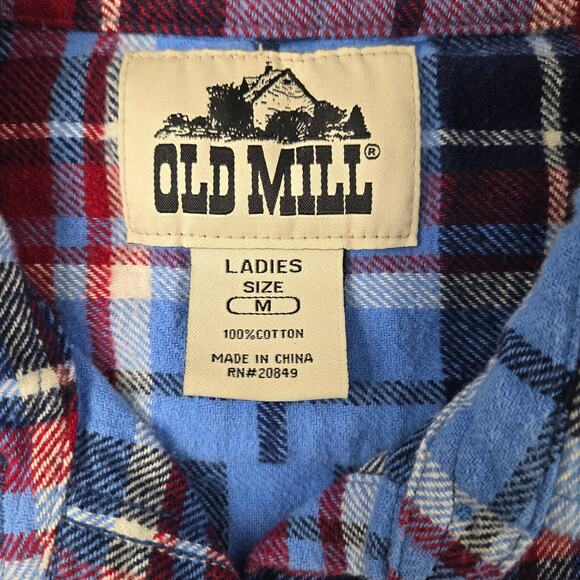 OLD MILL®
LADIES
SIZE
M
100%COTTON
MADE IN CHINA
RN#20849